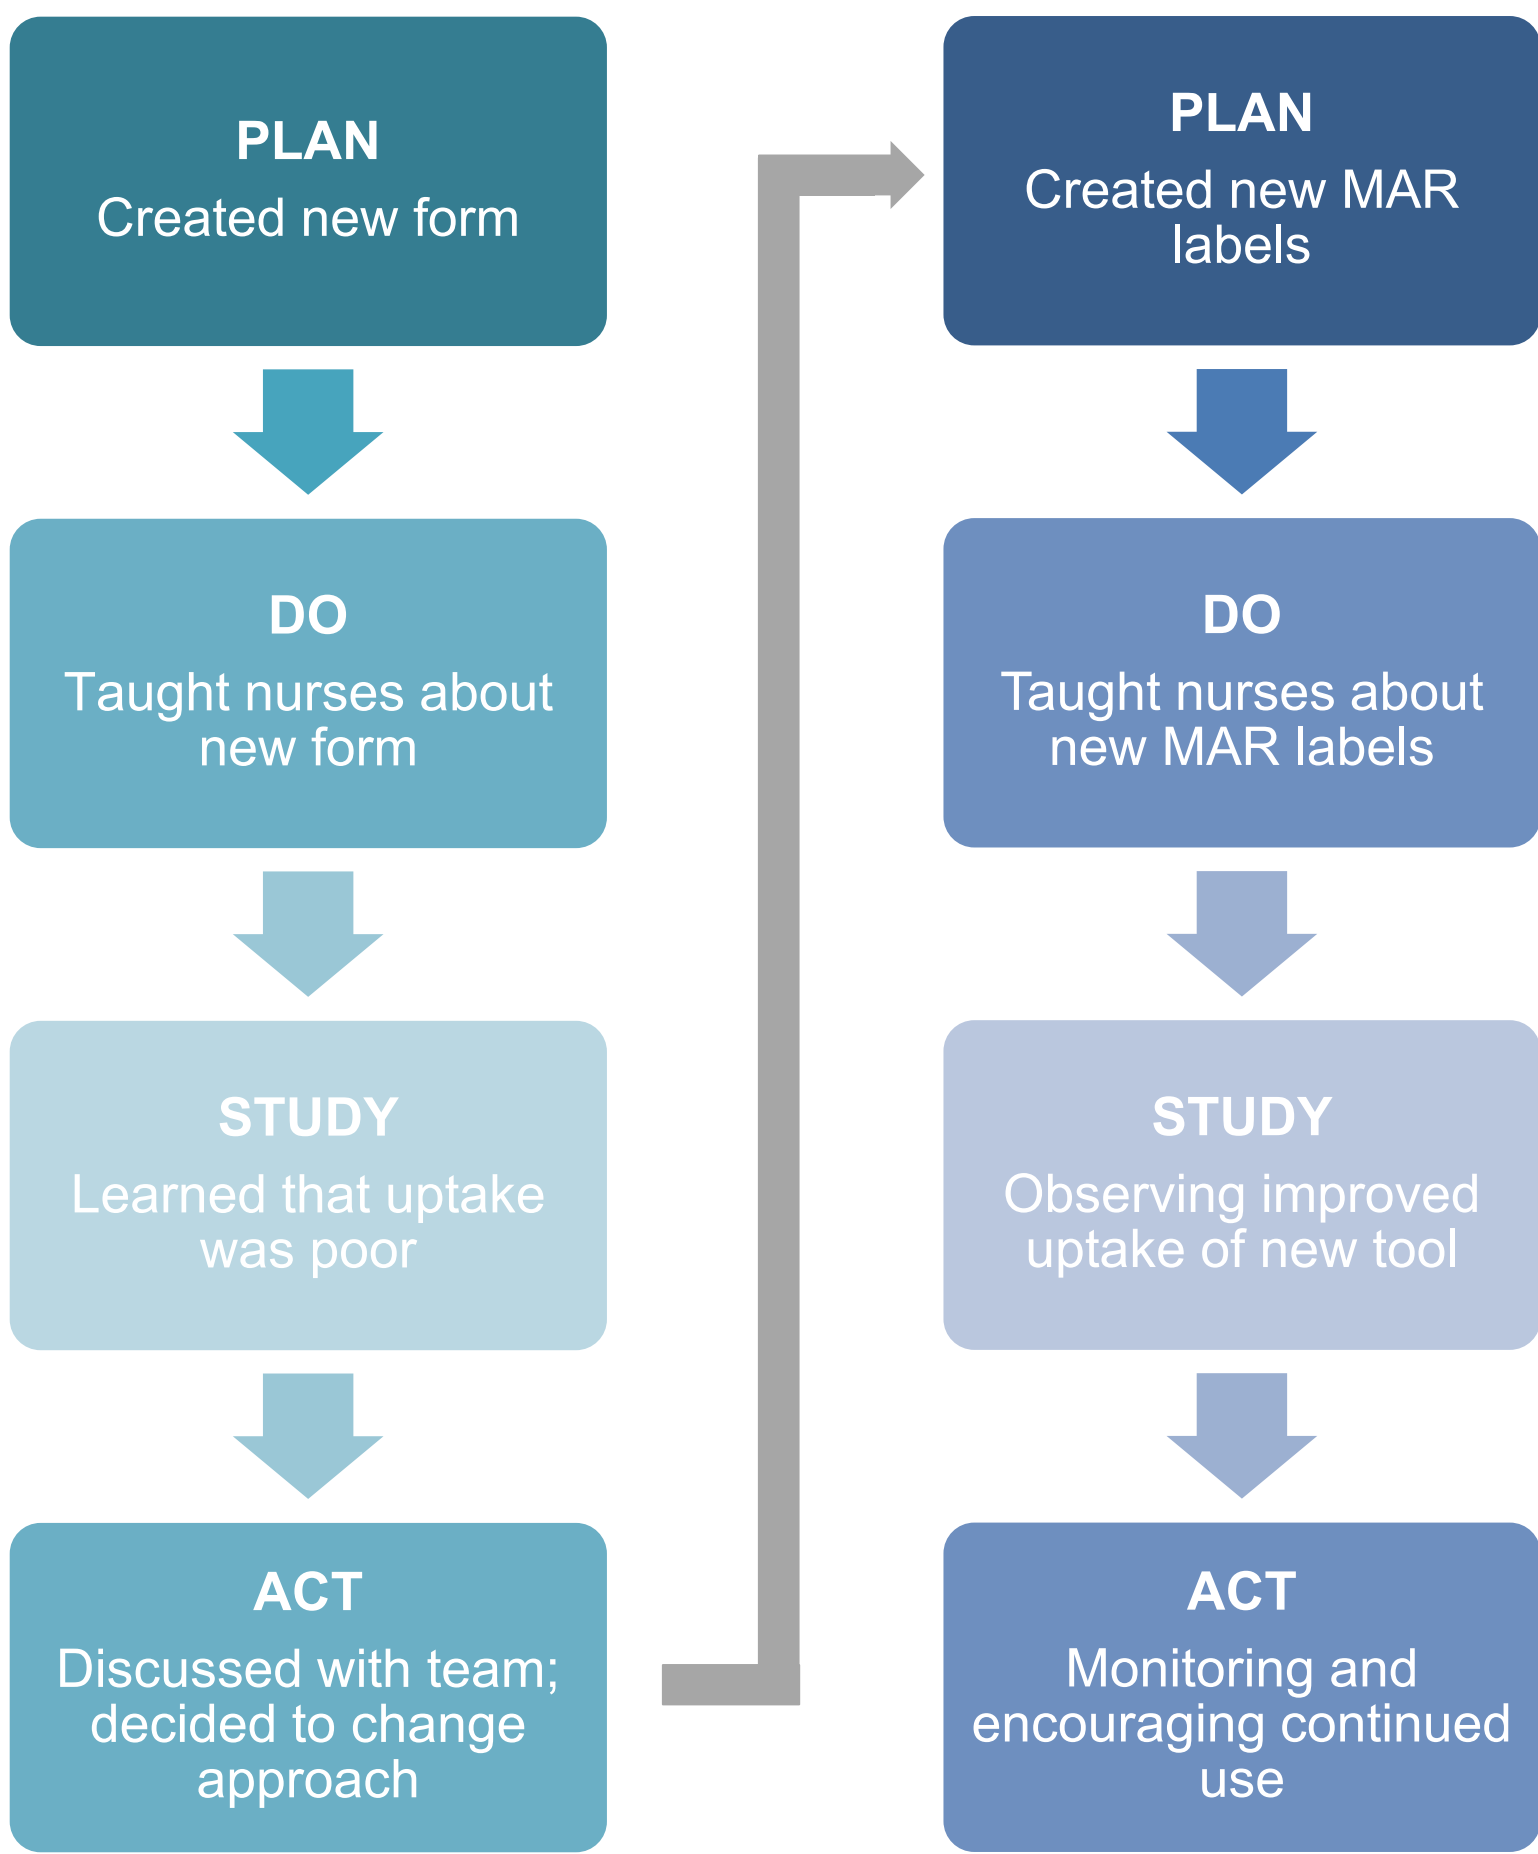 PLAN
Created new form
DO
Taught nurses about
new form
STUDY
Learned that uptake
was poor
ACT
Discussed with team;
decided to change
approach
PLAN
Created new MAR
labels
DO
Taught nurses about
new MAR labels
STUDY
Observing improved
uptake of new tool
ACT
Monitoring and
encouraging continued
use